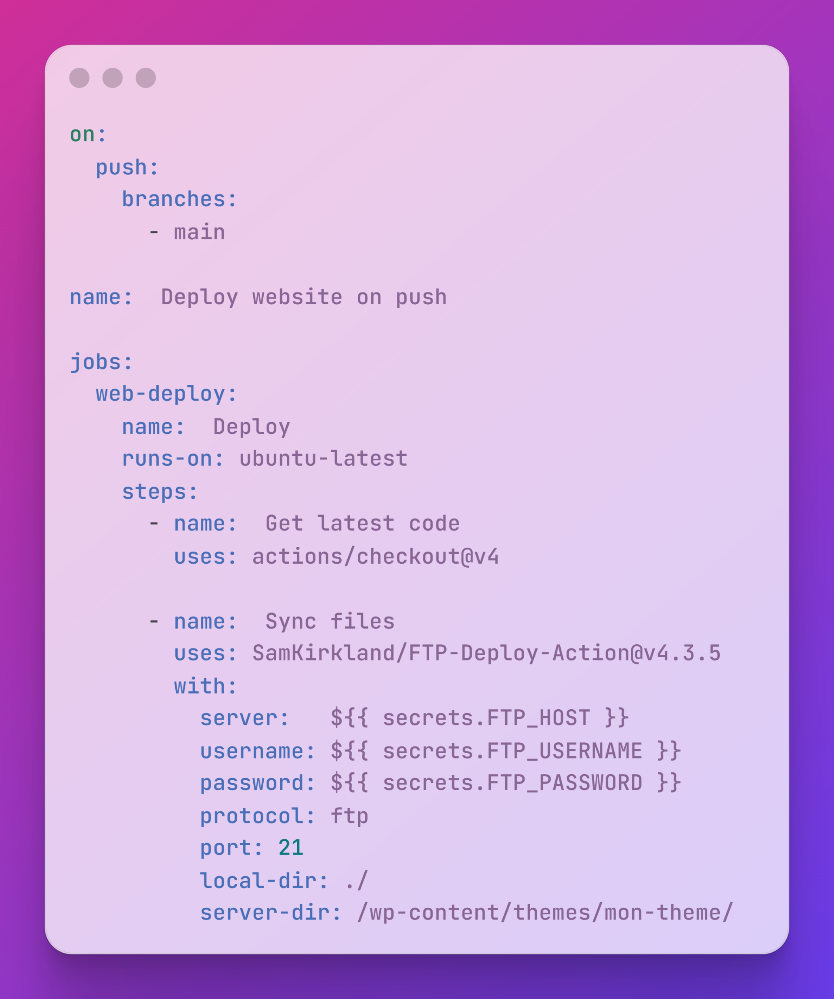 on:
  push:
    branches:
      - main

name:  Deploy website on push

jobs:
  web-deploy:
    name:  Deploy
    runs-on: ubuntu-latest
    steps:
      - name:  Get latest code
        uses: actions/checkout@v4

      - name:  Sync files
        uses: SamKirkland/FTP-Deploy-Action@v4.3.5
        with:
          server:   ${{ secrets.FTP_HOST }}
          username: ${{ secrets.FTP_USERNAME }}
          password: ${{ secrets.FTP_PASSWORD }}
          protocol: ftp
          port: 21
          local-dir: ./
          server-dir: /wp-content/themes/mon-theme/